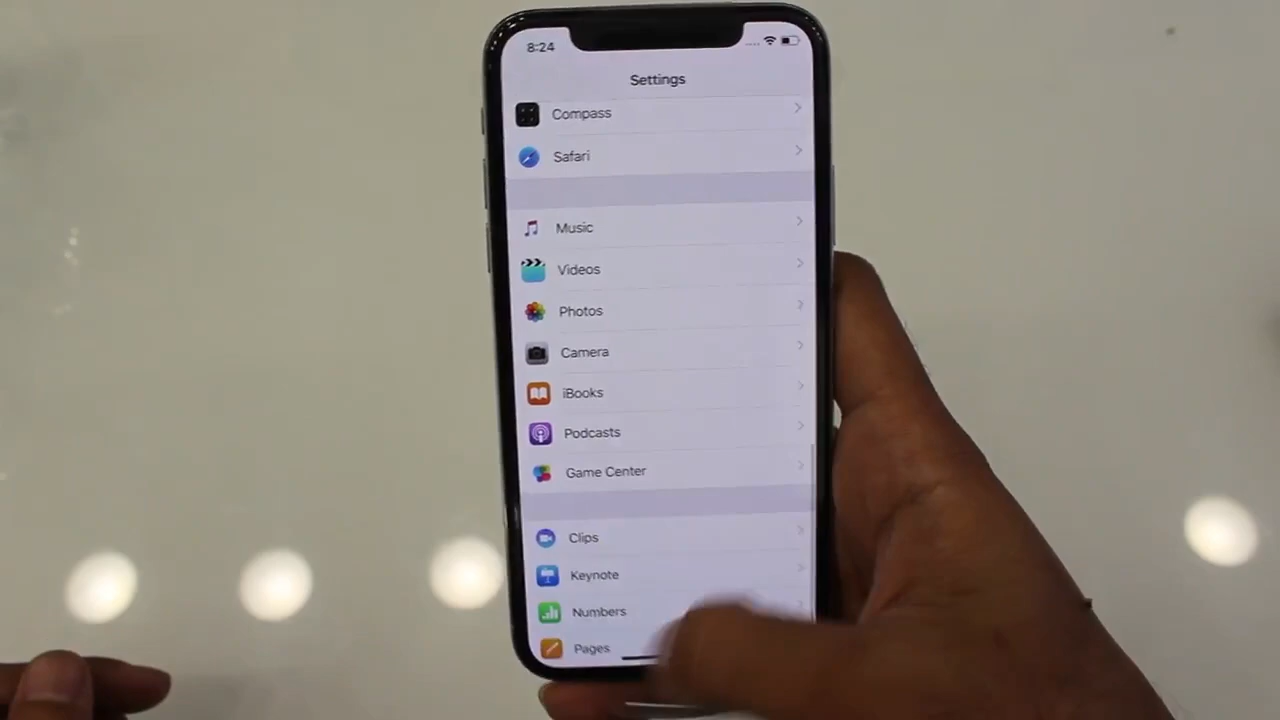 8:24
Settings
Compass
Safari
Music
Videos
Photos
Camera
iBooks
Podcasts
Game Center
Clips
Keynote
Numbers
Pages